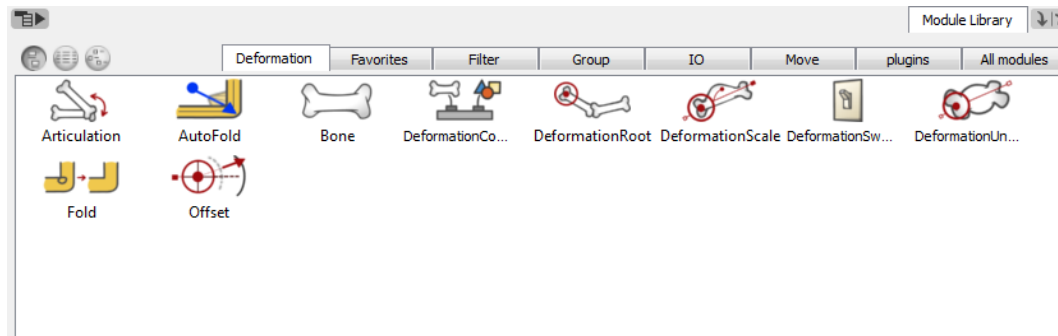 Module Library
Deformation Favorites Filter Group IO Move plugins All modules
Articulation AutoFold Bone DeformationCo... DeformationRoot DeformationScale DeformationSw... DeformationUn...
Fold Offset